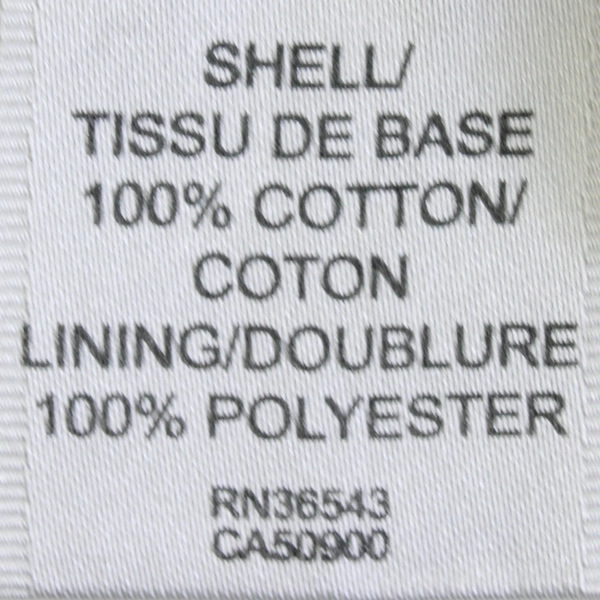 SHELL/
TISSU DE BASE
100% COTTON/
COTON
LINING/DOUBLURE
100% POLYESTER
RN36543
CA50900